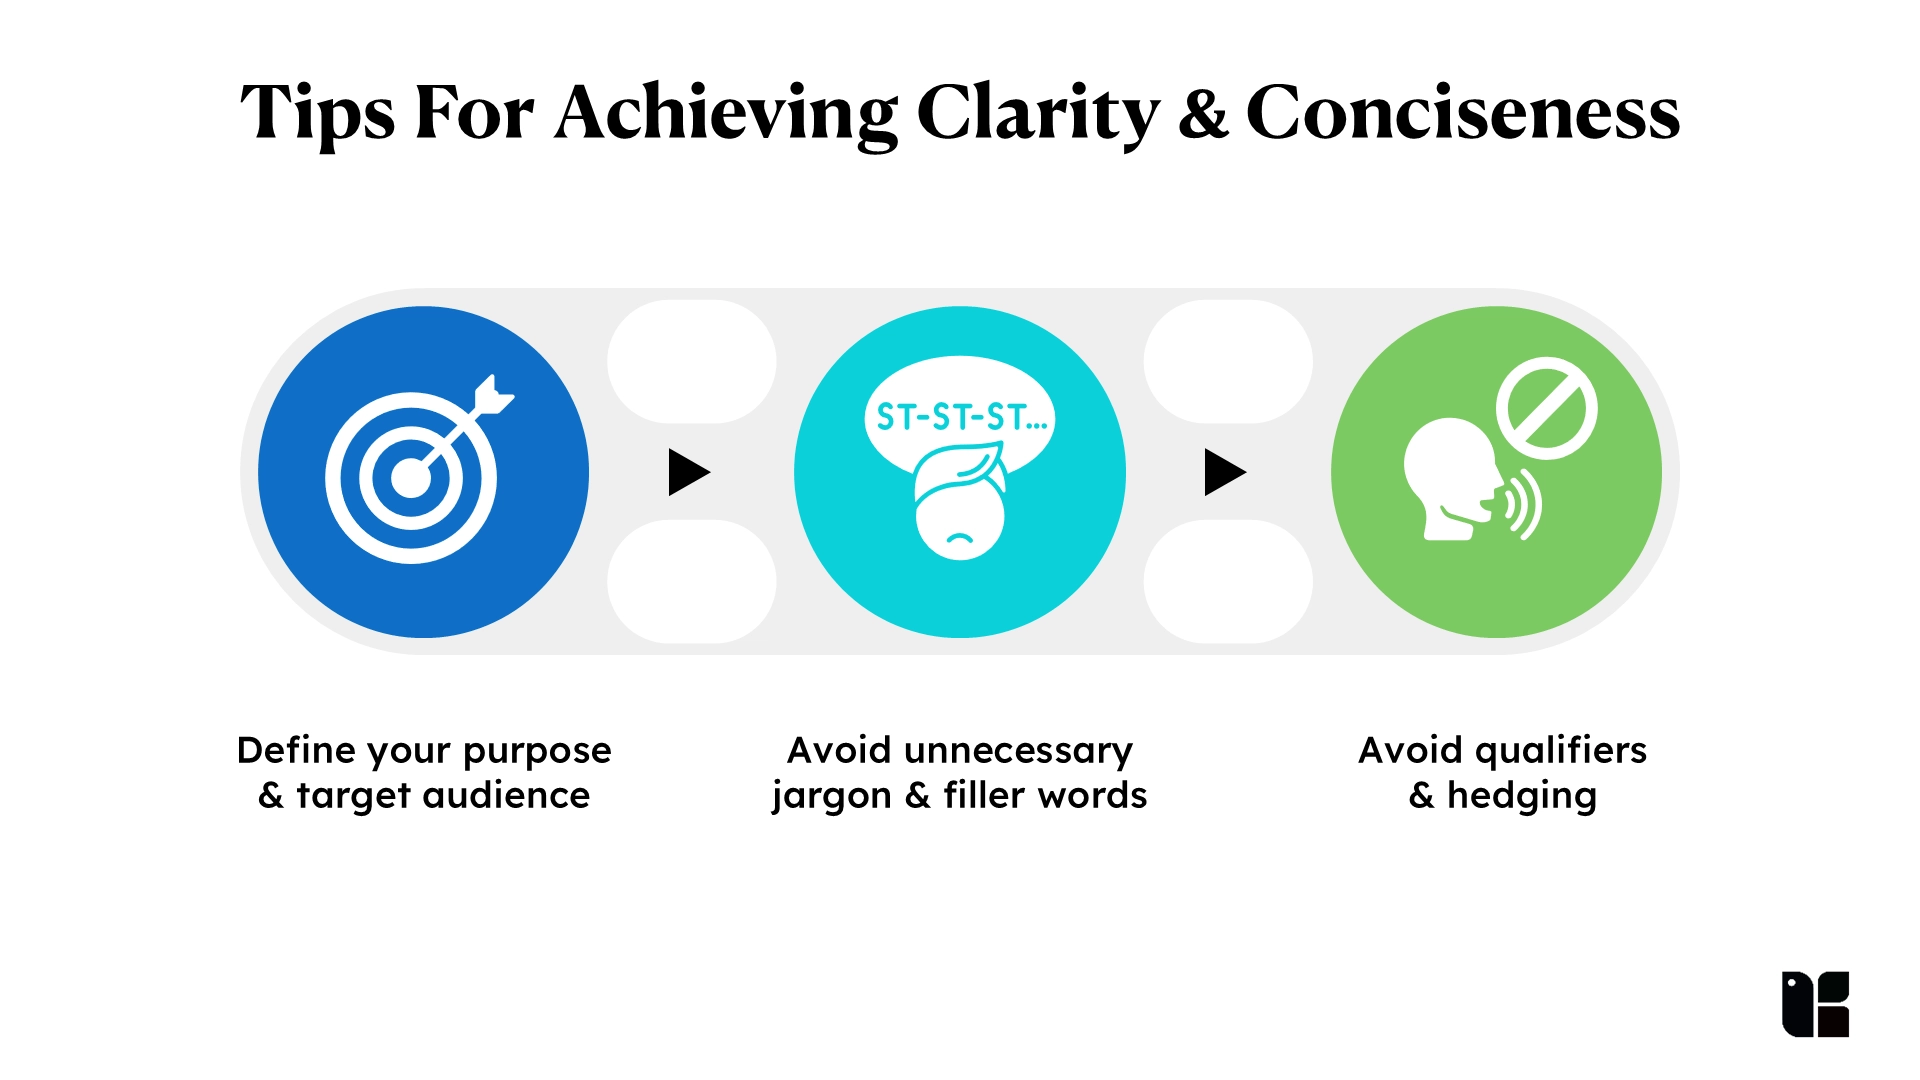 Tips For Achieving Clarity & Conciseness
ST-ST-ST...
Define your purpose
& target audience
Avoid unnecessary
jargon & filler words
Avoid qualifiers
& hedging